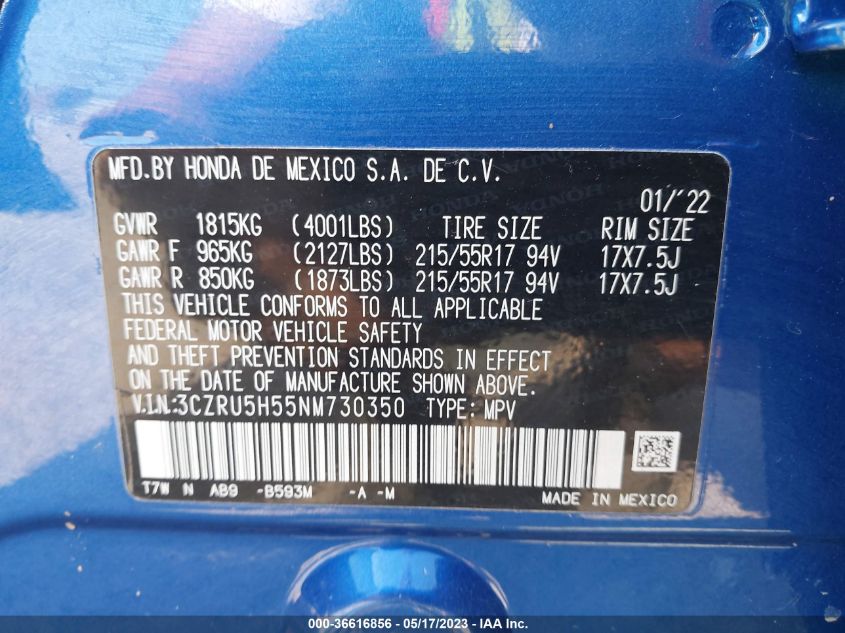 MFD.BY HONDA DE MEXICO S.A. DE C.V.
01/'22
GVWR 1815KG (4001LBS) TIRE SIZE RIM SIZE
GAWR F 965KG (2127LBS) 215/55R17 94V 17X7.5J
GAWR R 850KG (1873LBS) 215/55R17 94V 17X7.5J
THIS VEHICLE CONFORMS TO ALL APPLICABLE
FEDERAL MOTOR VEHICLE SAFETY
AND THEFT PREVENTION STANDARDS IN EFFECT
ON THE DATE OF MANUFACTURE SHOWN ABOVE.
V.I.N.:3CZRU5H55NM730350 TYPE: MPV
T7W N AB9 -B593M -A -M
MADE IN MEXICO
000-36616856 / 05/17/2023 - IAA Inc.